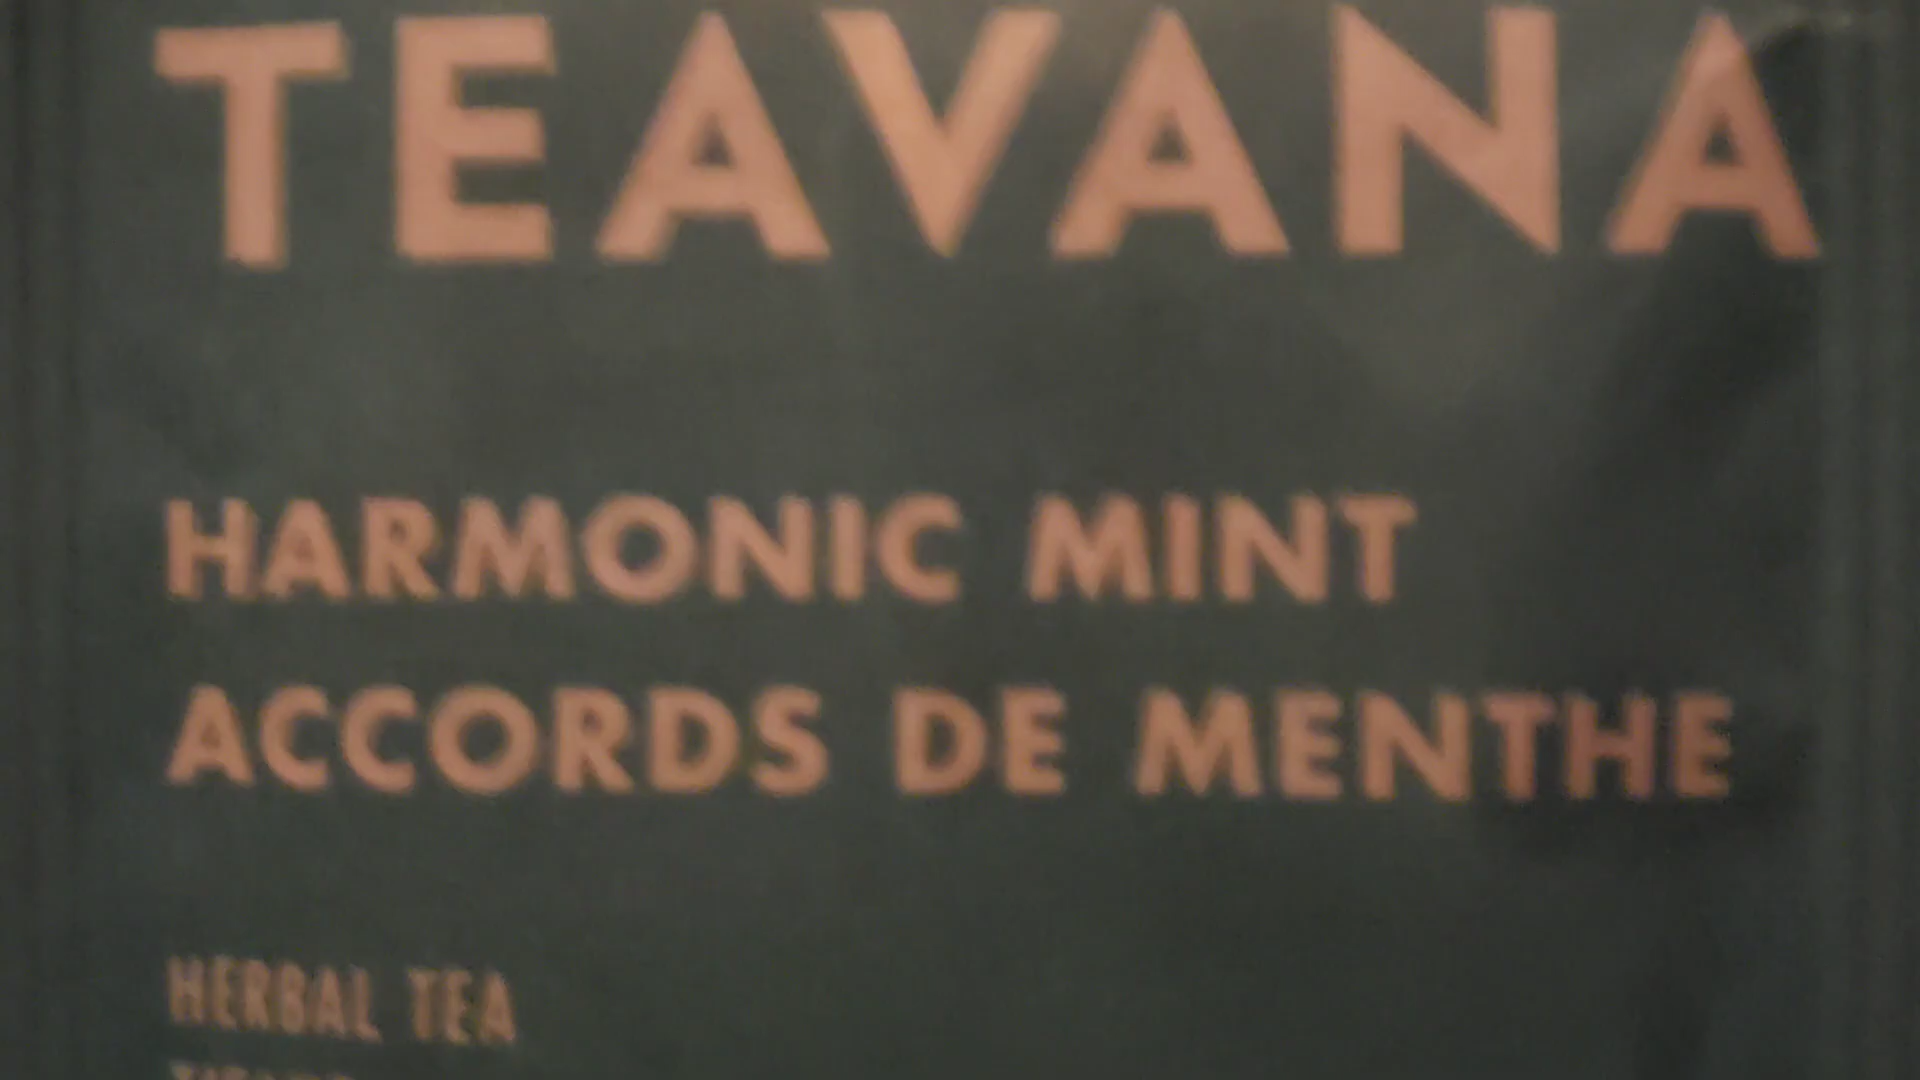 TEAVANA
HARMONIC MINT
ACCORDS DE MENTHE
HERBAL TEA